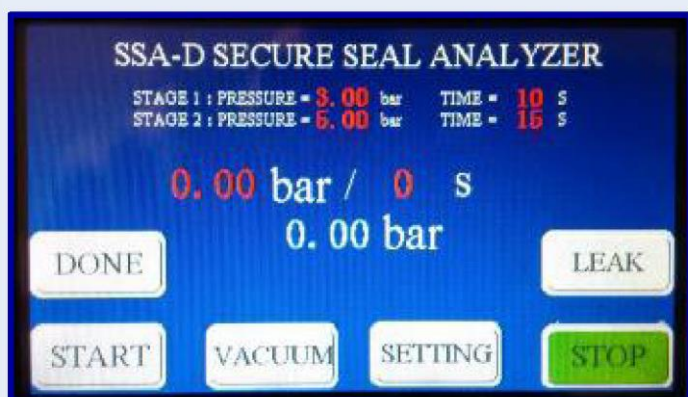 SSA-D SECURE SEAL ANALYZER
STAGE 1 : PRESSURE = 3.00 bar TIME = 10 S
STAGE 2 : PRESSURE = 5.00 bar TIME = 15 S
0.00 bar / 0 s
0.00 bar
DONE LEAK
START VACUUM SETTING STOP